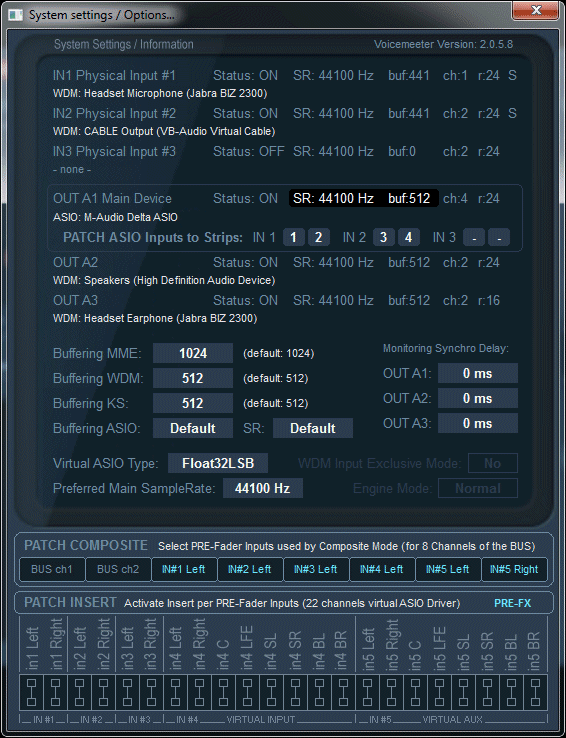 System settings / Options...
System Settings / Information Voicemeeter Version: 2.0.5.8
IN1 Physical Input #1 Status: ON SR: 44100 Hz buf:441 ch:1 r:24 S
WDM: Headset Microphone (Jabra BIZ 2300)
IN2 Physical Input #2 Status: ON SR: 44100 Hz buf:441 ch:2 r:24 S
WDM: CABLE Output (VB-Audio Virtual Cable)
IN3 Physical Input #3 Status: OFF SR: 44100 Hz buf:0 ch:2 r:24
- none -
OUT A1 Main Device Status: ON SR: 44100 Hz buf:512 ch:4 r:24
ASIO: M-Audio Delta ASIO
PATCH ASIO Inputs to Strips: IN 1 1 2 IN 2 3 4 IN 3 - -
OUT A2 Status: ON SR: 44100 Hz buf:512 ch:2 r:24
WDM: Speakers (High Definition Audio Device)
OUT A3 Status: ON SR: 44100 Hz buf:512 ch:2 r:16
WDM: Headset Earphone (Jabra BIZ 2300)
Buffering MME: 1024 (default: 1024) Monitoring Synchro Delay:
Buffering WDM: 512 (default: 512) OUT A1: 0 ms
Buffering KS: 512 (default: 512) OUT A2: 0 ms
Buffering ASIO: Default SR: Default OUT A3: 0 ms
Virtual ASIO Type: Float32LSB WDM Input Exclusive Mode: No
Preferred Main SampleRate: 44100 Hz Engine Mode: Normal
PATCH COMPOSITE Select PRE-Fader Inputs used by Composite Mode (for 8 Channels of the BUS)
BUS ch1 BUS ch2 IN#1 Left IN#2 Left IN#3 Left IN#4 Left IN#5 Left IN#5 Right
PATCH INSERT Activate Insert per PRE-Fader Inputs (22 channels virtual ASIO Driver) PRE-FX
in1 Left in1 Right in2 Left in2 Right in3 Left in3 Right in4 Left in4 Right in4 C in4 LFE in4 SL in4 SR in4 BL in4 BR in5 Left in5 Right in5 C in5 LFE in5 SL in5 SR in5 BL in5 BR
IN #1 IN #2 IN #3 IN #4 VIRTUAL INPUT IN #5 VIRTUAL AUX